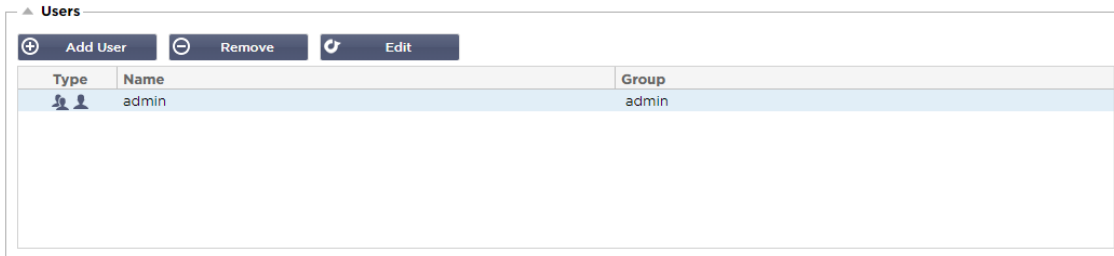 Users
Add User Remove Edit
Type Name Group
admin admin